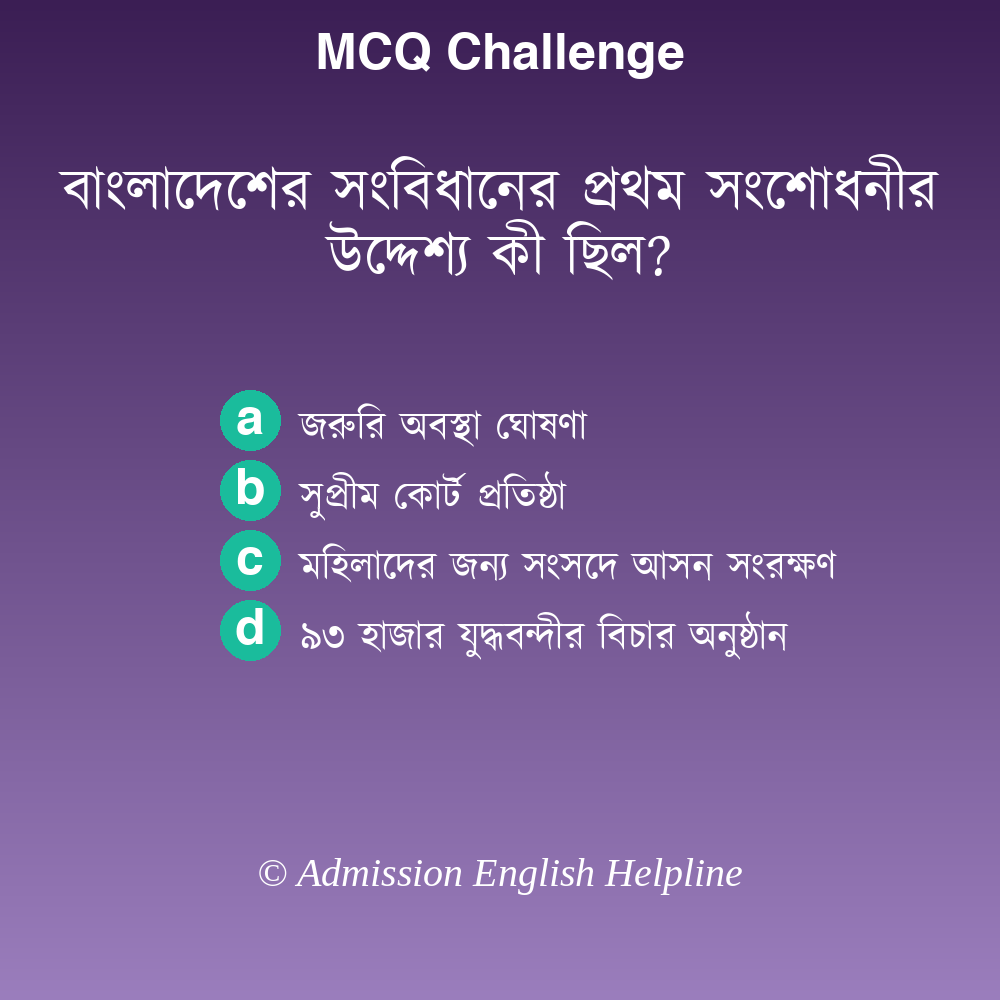 MCQ Challenge
বাংলাদেশের সংবিধানের প্রথম সংশোধনীর
উদ্দেশ্য কী ছিল?
a জরুরি অবস্থা ঘোষণা
b সুপ্রীম কোর্ট প্রতিষ্ঠা
c মহিলাদের জন্য সংসদে আসন সংরক্ষণ
d ৯৩ হাজার যুদ্ধবন্দীর বিচার অনুষ্ঠান
© Admission English Helpline